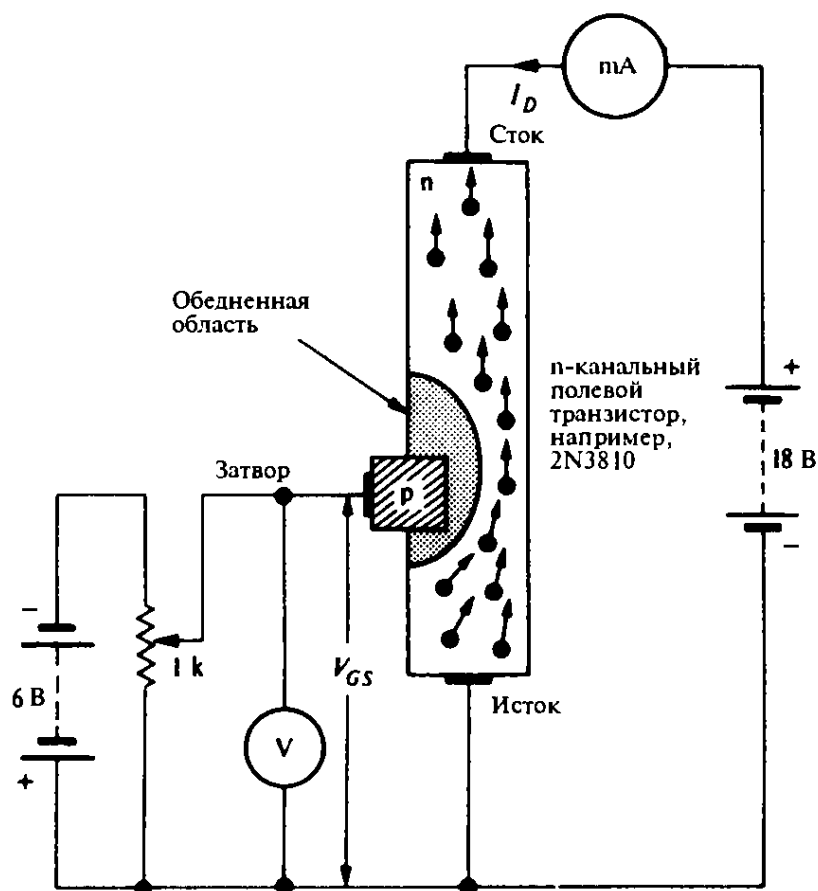 mA
I_D
Сток
n
Обедненная
область
n-канальный
полевой
транзистор,
например,
2N3810
+
18 В
−
Затвор
p
−
1 k
6 В
+
V_GS
V
Исток